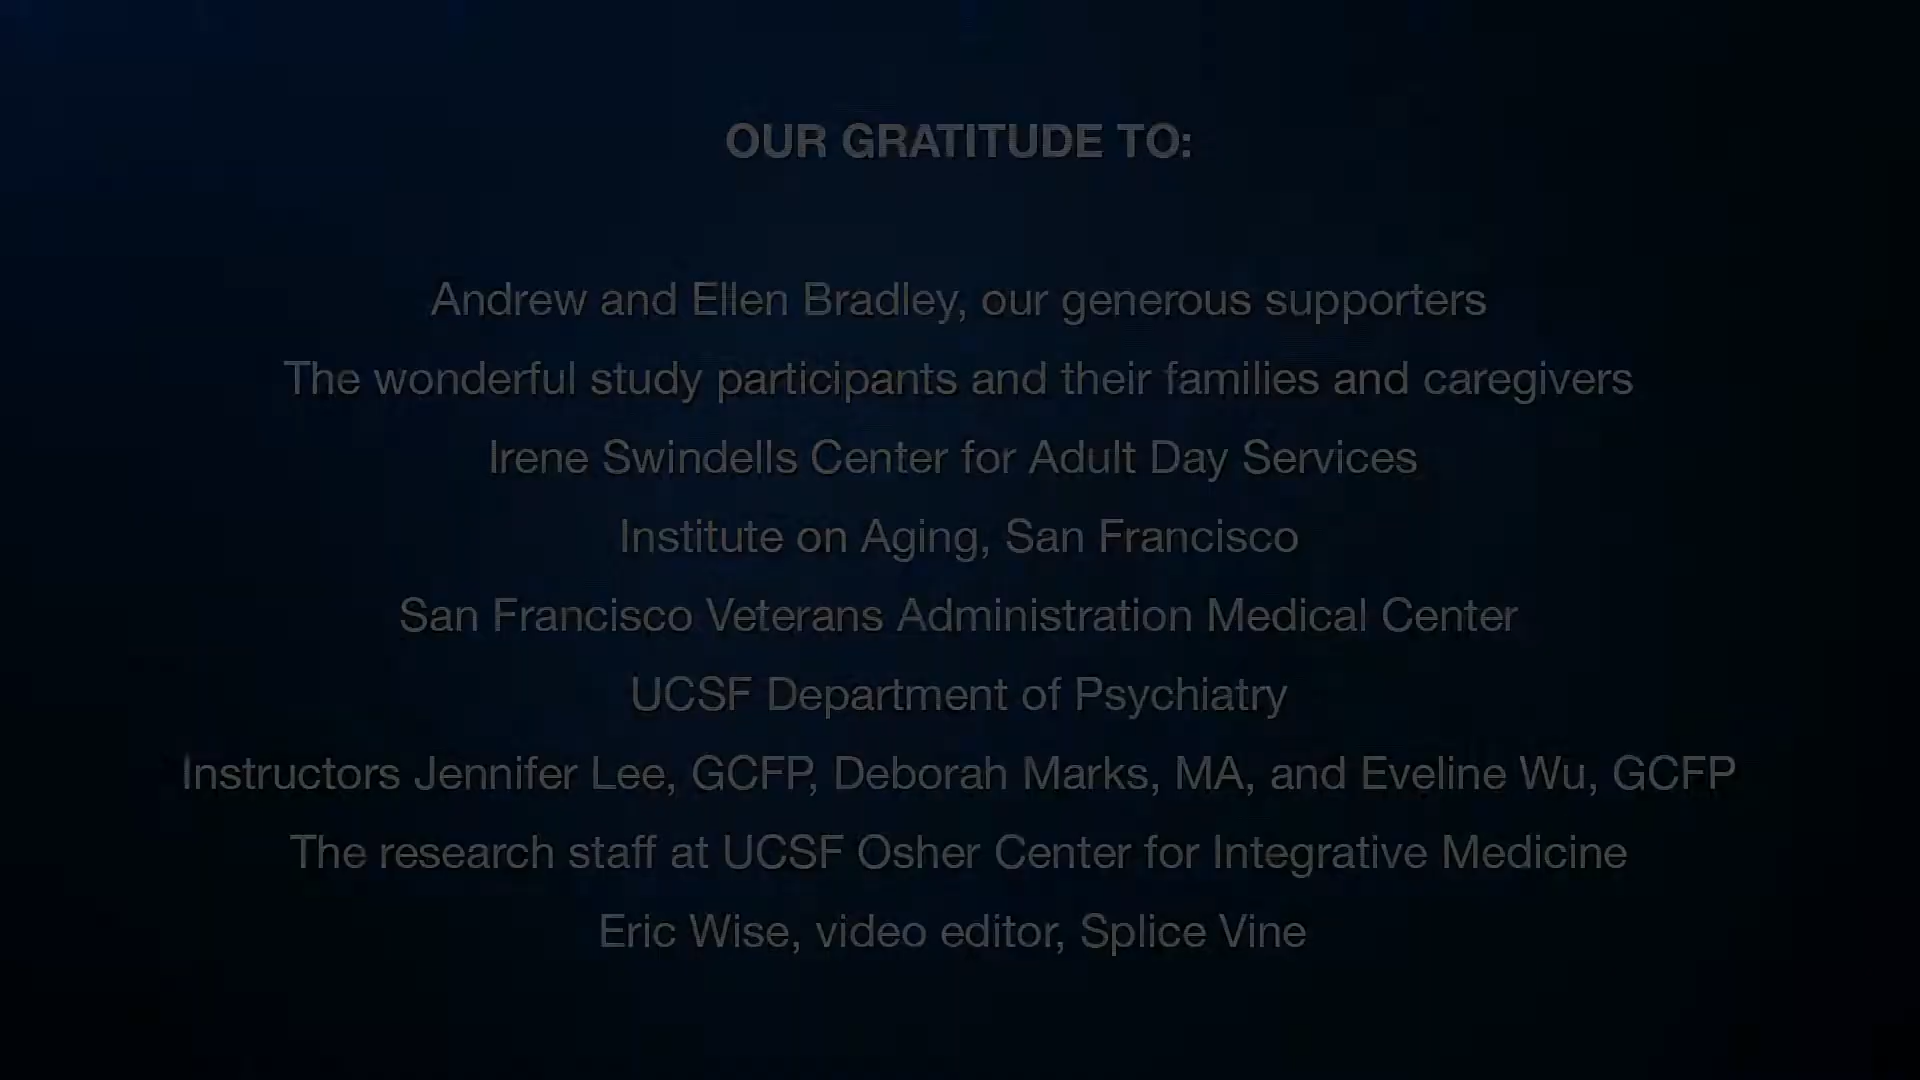 OUR GRATITUDE TO:
Andrew and Ellen Bradley, our generous supporters
The wonderful study participants and their families and caregivers
Irene Swindells Center for Adult Day Services
Institute on Aging, San Francisco
San Francisco Veterans Administration Medical Center
UCSF Department of Psychiatry
Instructors Jennifer Lee, GCFP, Deborah Marks, MA, and Eveline Wu, GCFP
The research staff at UCSF Osher Center for Integrative Medicine
Eric Wise, video editor, Splice Vine